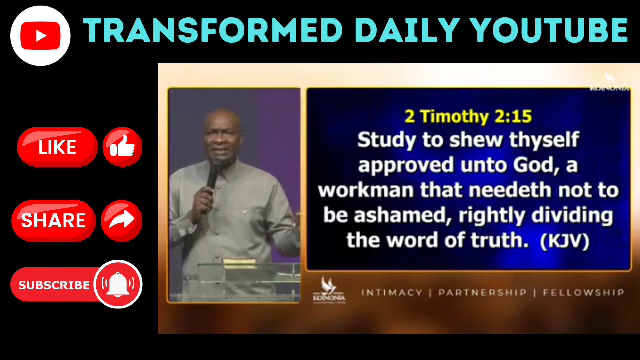 TRANSFORMED DAILY YOUTUBE
LIKE
SHARE
SUBSCRIBE
KOINONIA
2 Timothy 2:15
Study to shew thyself
approved unto God, a
workman that needeth not to
be ashamed, rightly dividing
the word of truth. (KJV)
KOINONIA
INTIMACY | PARTNERSHIP | FELLOWSHIP